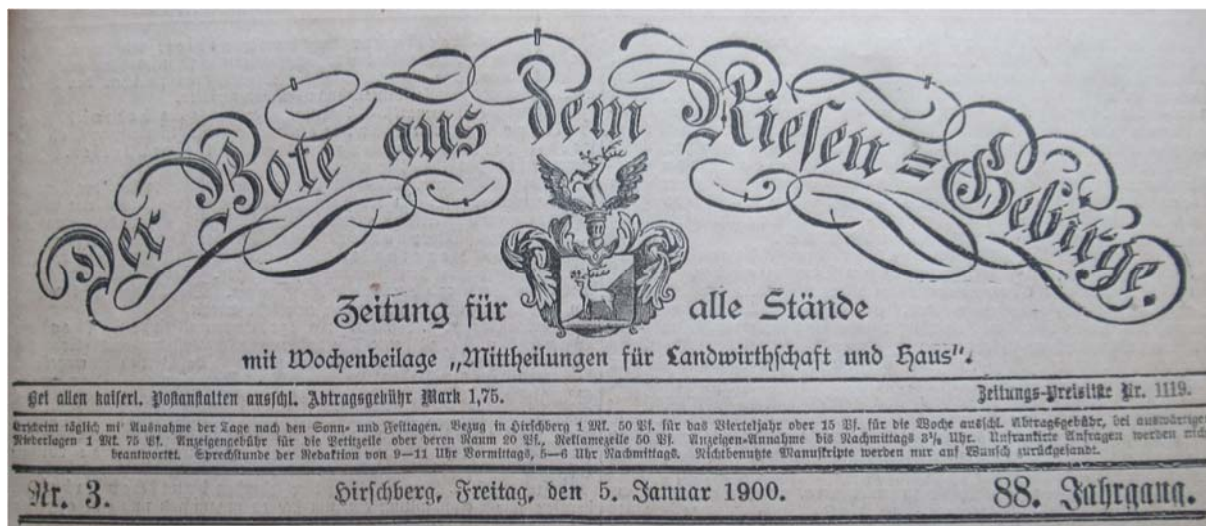 Der Bote aus dem Riesen=Gebirge.
Zeitung für alle Stände
mit Wochenbeilage „Mittheilungen für Landwirthschaft und Haus“.
Bei allen kaiserl. Postanstalten ausschl. Abtragsgebühr Mark 1,75. Zeitungs-Preisliste Nr. 1119.
Erscheint täglich mit Ausnahme der Tage nach den Sonn- und Festtagen. Bezug in Hirschberg 1 Mk. 50 Pf. für das Vierteljahr oder 15 Pf. für die Woche ausschl. Abtragsgebühr, bei auswärtigen
Niederlagen 1 Mk. 75 Pf. Anzeigengebühr für die Petitzeile oder deren Raum 20 Pf., Reklamezeile 50 Pf. Anzeigen-Annahme bis Nachmittags Uhr. Unfrankirte Anfragen werden nicht
beantwortet. Sprechstunde der Redaktion von 9—11 Uhr Vormittags, 5—6 Uhr Nachmittags. Nichtbenutzte Manuskripte werden nur auf Wunsch zurückgesandt.
Nr. 3. Hirschberg, Freitag, den 5. Januar 1900. 88. Jahrgang.